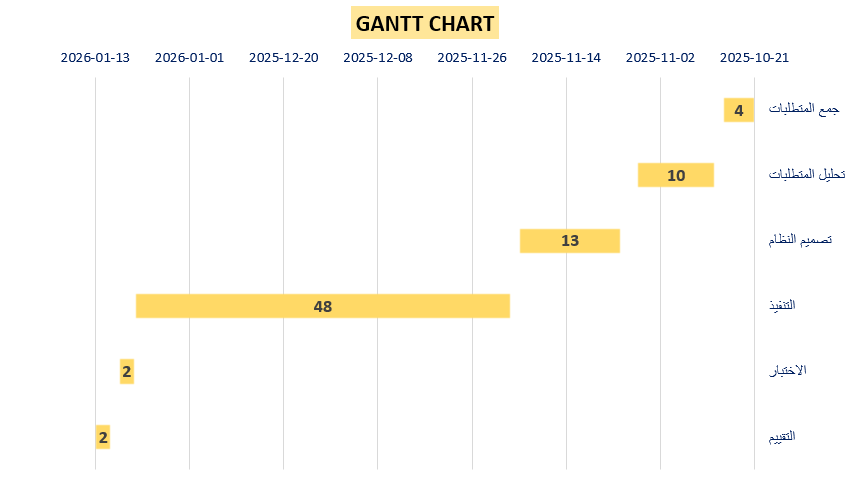 GANTT CHART
2026-01-13 2026-01-01 2025-12-20 2025-12-08 2025-11-26 2025-11-14 2025-11-02 2025-10-21
جمع المتطلبات 4
تحليل المتطلبات 10
تصميم النظام 13
التنفيذ 48
الاختبار 2
التقييم 2